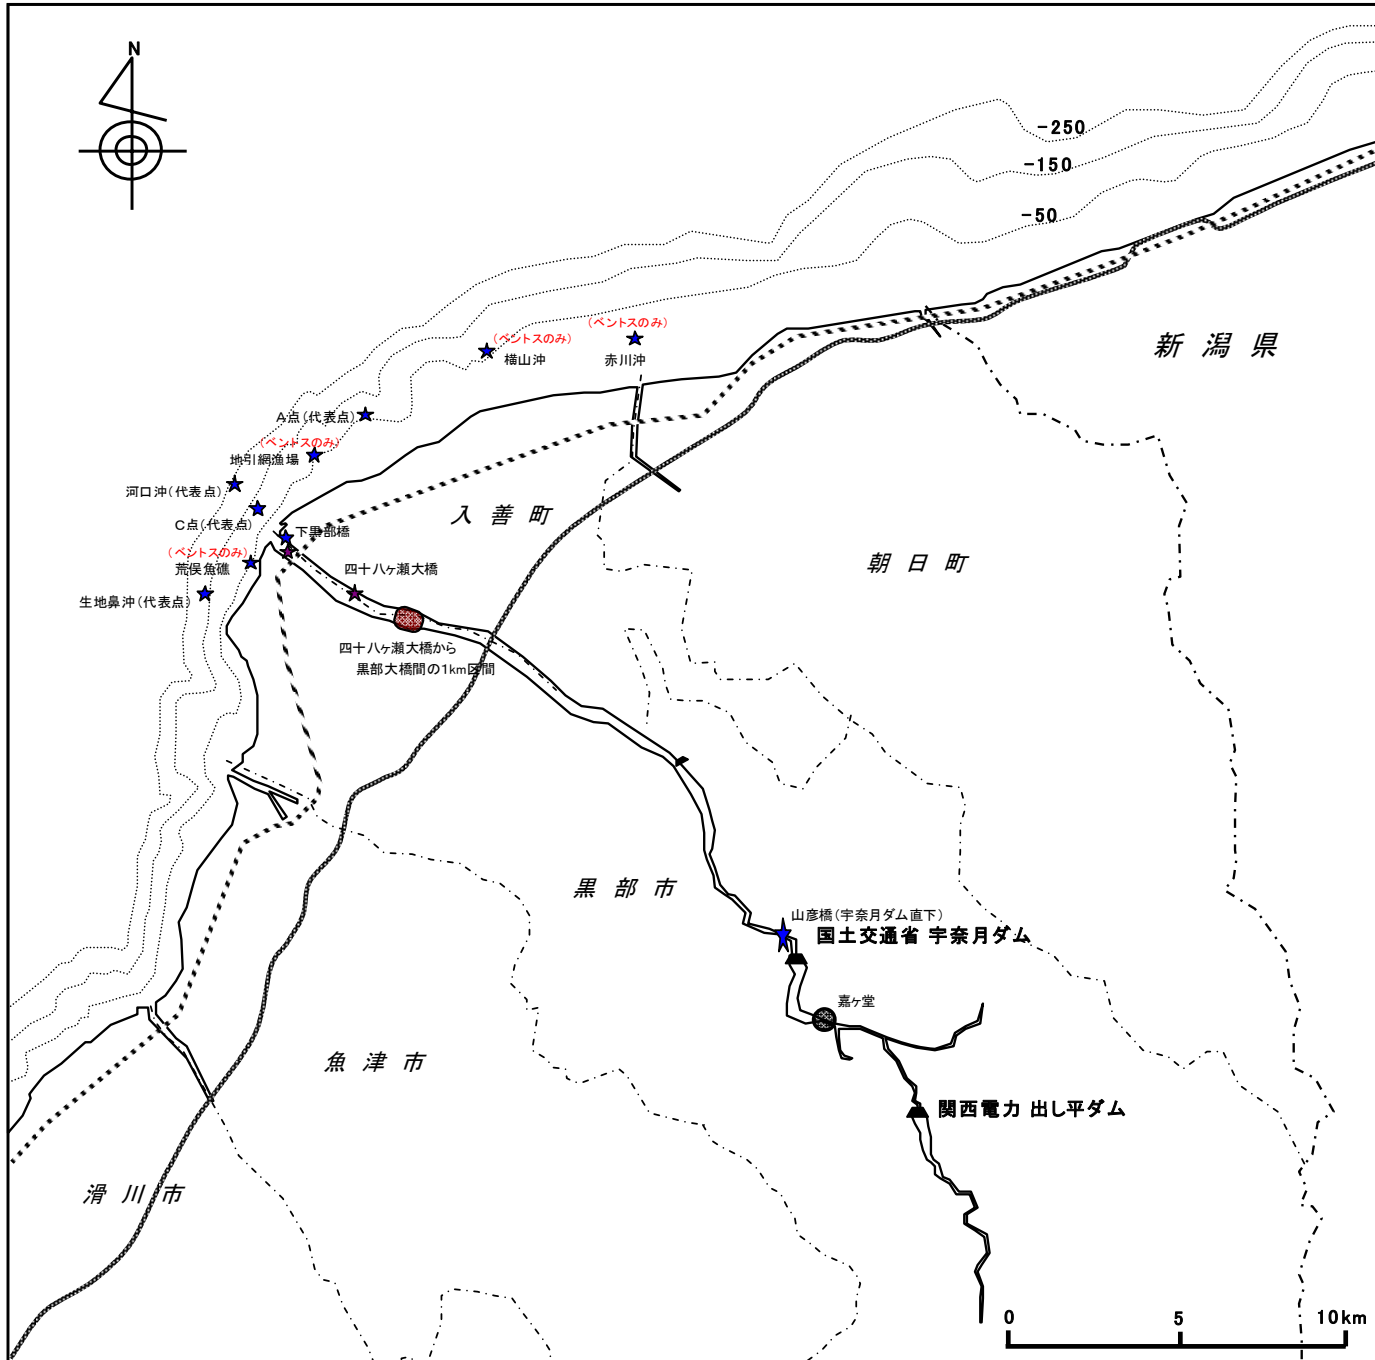 N
-250
-150
-50
(ベントスのみ)
(ベントスのみ)
横山沖
赤川沖
新潟県
A点(代表点)
(ベントスのみ)
地引網漁場
河口沖(代表点)
C点(代表点)
入善町
下黒部橋
(ベントスのみ)
荒俣魚礁
朝日町
四十八ヶ瀬大橋
生地鼻沖(代表点)
四十八ヶ瀬大橋から
黒部大橋間の1km区間
黒部市
山彦橋(宇奈月ダム直下)
国土交通省 宇奈月ダム
嘉ヶ堂
魚津市
関西電力 出し平ダム
滑川市
0 5 10km